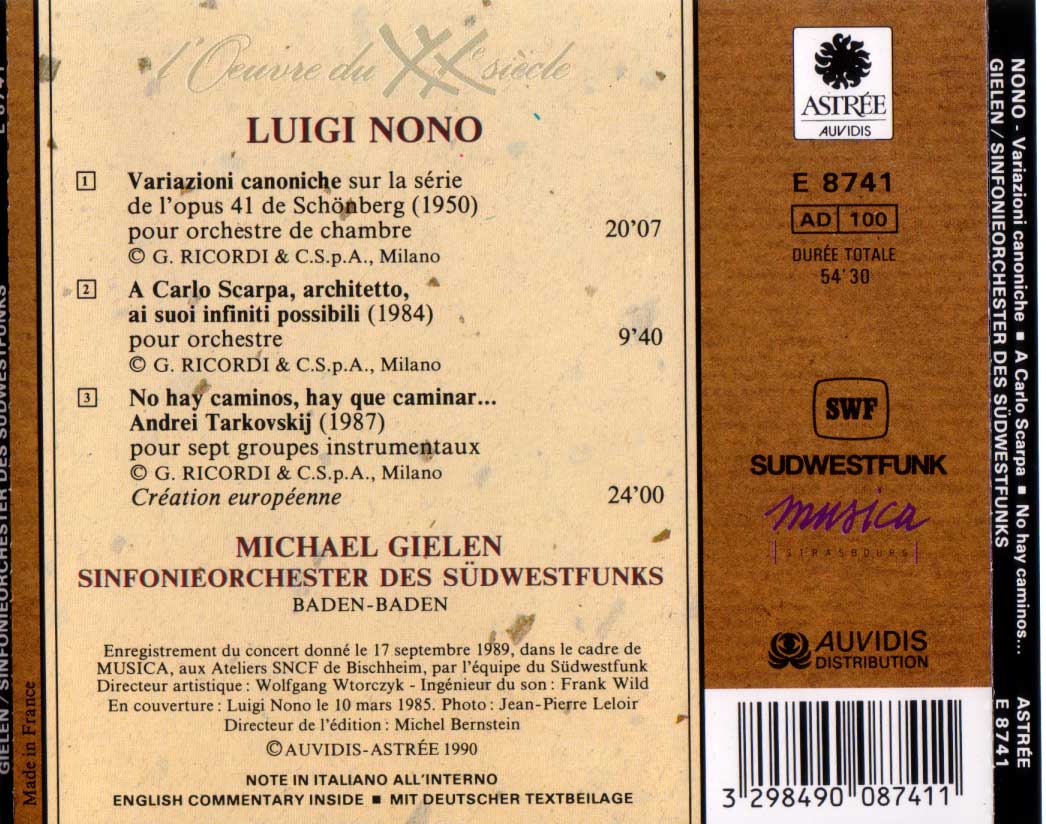 l'Oeuvre du XXe siècle
LUIGI NONO
1 Variazioni canoniche sur la série
de l'opus 41 de Schönberg (1950)
pour orchestre de chambre 20'07
© G. RICORDI & C.S.p.A., Milano
2 A Carlo Scarpa, architetto,
ai suoi infiniti possibili (1984)
pour orchestre 9'40
© G. RICORDI & C.S.p.A., Milano
3 No hay caminos, hay que caminar...
Andrei Tarkovskij (1987)
pour sept groupes instrumentaux
© G. RICORDI & C.S.p.A., Milano
Création européenne 24'00
MICHAEL GIELEN
SINFONIEORCHESTER DES SÜDWESTFUNKS
BADEN-BADEN
Enregistrement du concert donné le 17 septembre 1989, dans le cadre de
MUSICA, aux Ateliers SNCF de Bischheim, par l'équipe du Südwestfunk
Directeur artistique : Wolfgang Wtorczyk - Ingénieur du son : Frank Wild
En couverture : Luigi Nono le 10 mars 1985. Photo : Jean-Pierre Leloir
Directeur de l'édition : Michel Bernstein
© AUVIDIS-ASTRÉE 1990
NOTE IN ITALIANO ALL'INTERNO
ENGLISH COMMENTARY INSIDE ■ MIT DEUTSCHER TEXTBEILAGE
ASTRÉE
AUVIDIS
E 8741
AD 100
DURÉE TOTALE
54'30
SWF
SUDWESTFUNK
musica
STRASBOURG
AUVIDIS
DISTRIBUTION
3 298490 087411
NONO - Variazioni canoniche ■ A Carlo Scarpa ■ No hay caminos... ASTRÉE
GIELEN / SINFONIEORCHESTER DES SÜDWESTFUNKS E 8741
GIELEN / SINFONIEORCHESTER DES SÜDWESTFUNKS E 8741
Made in France